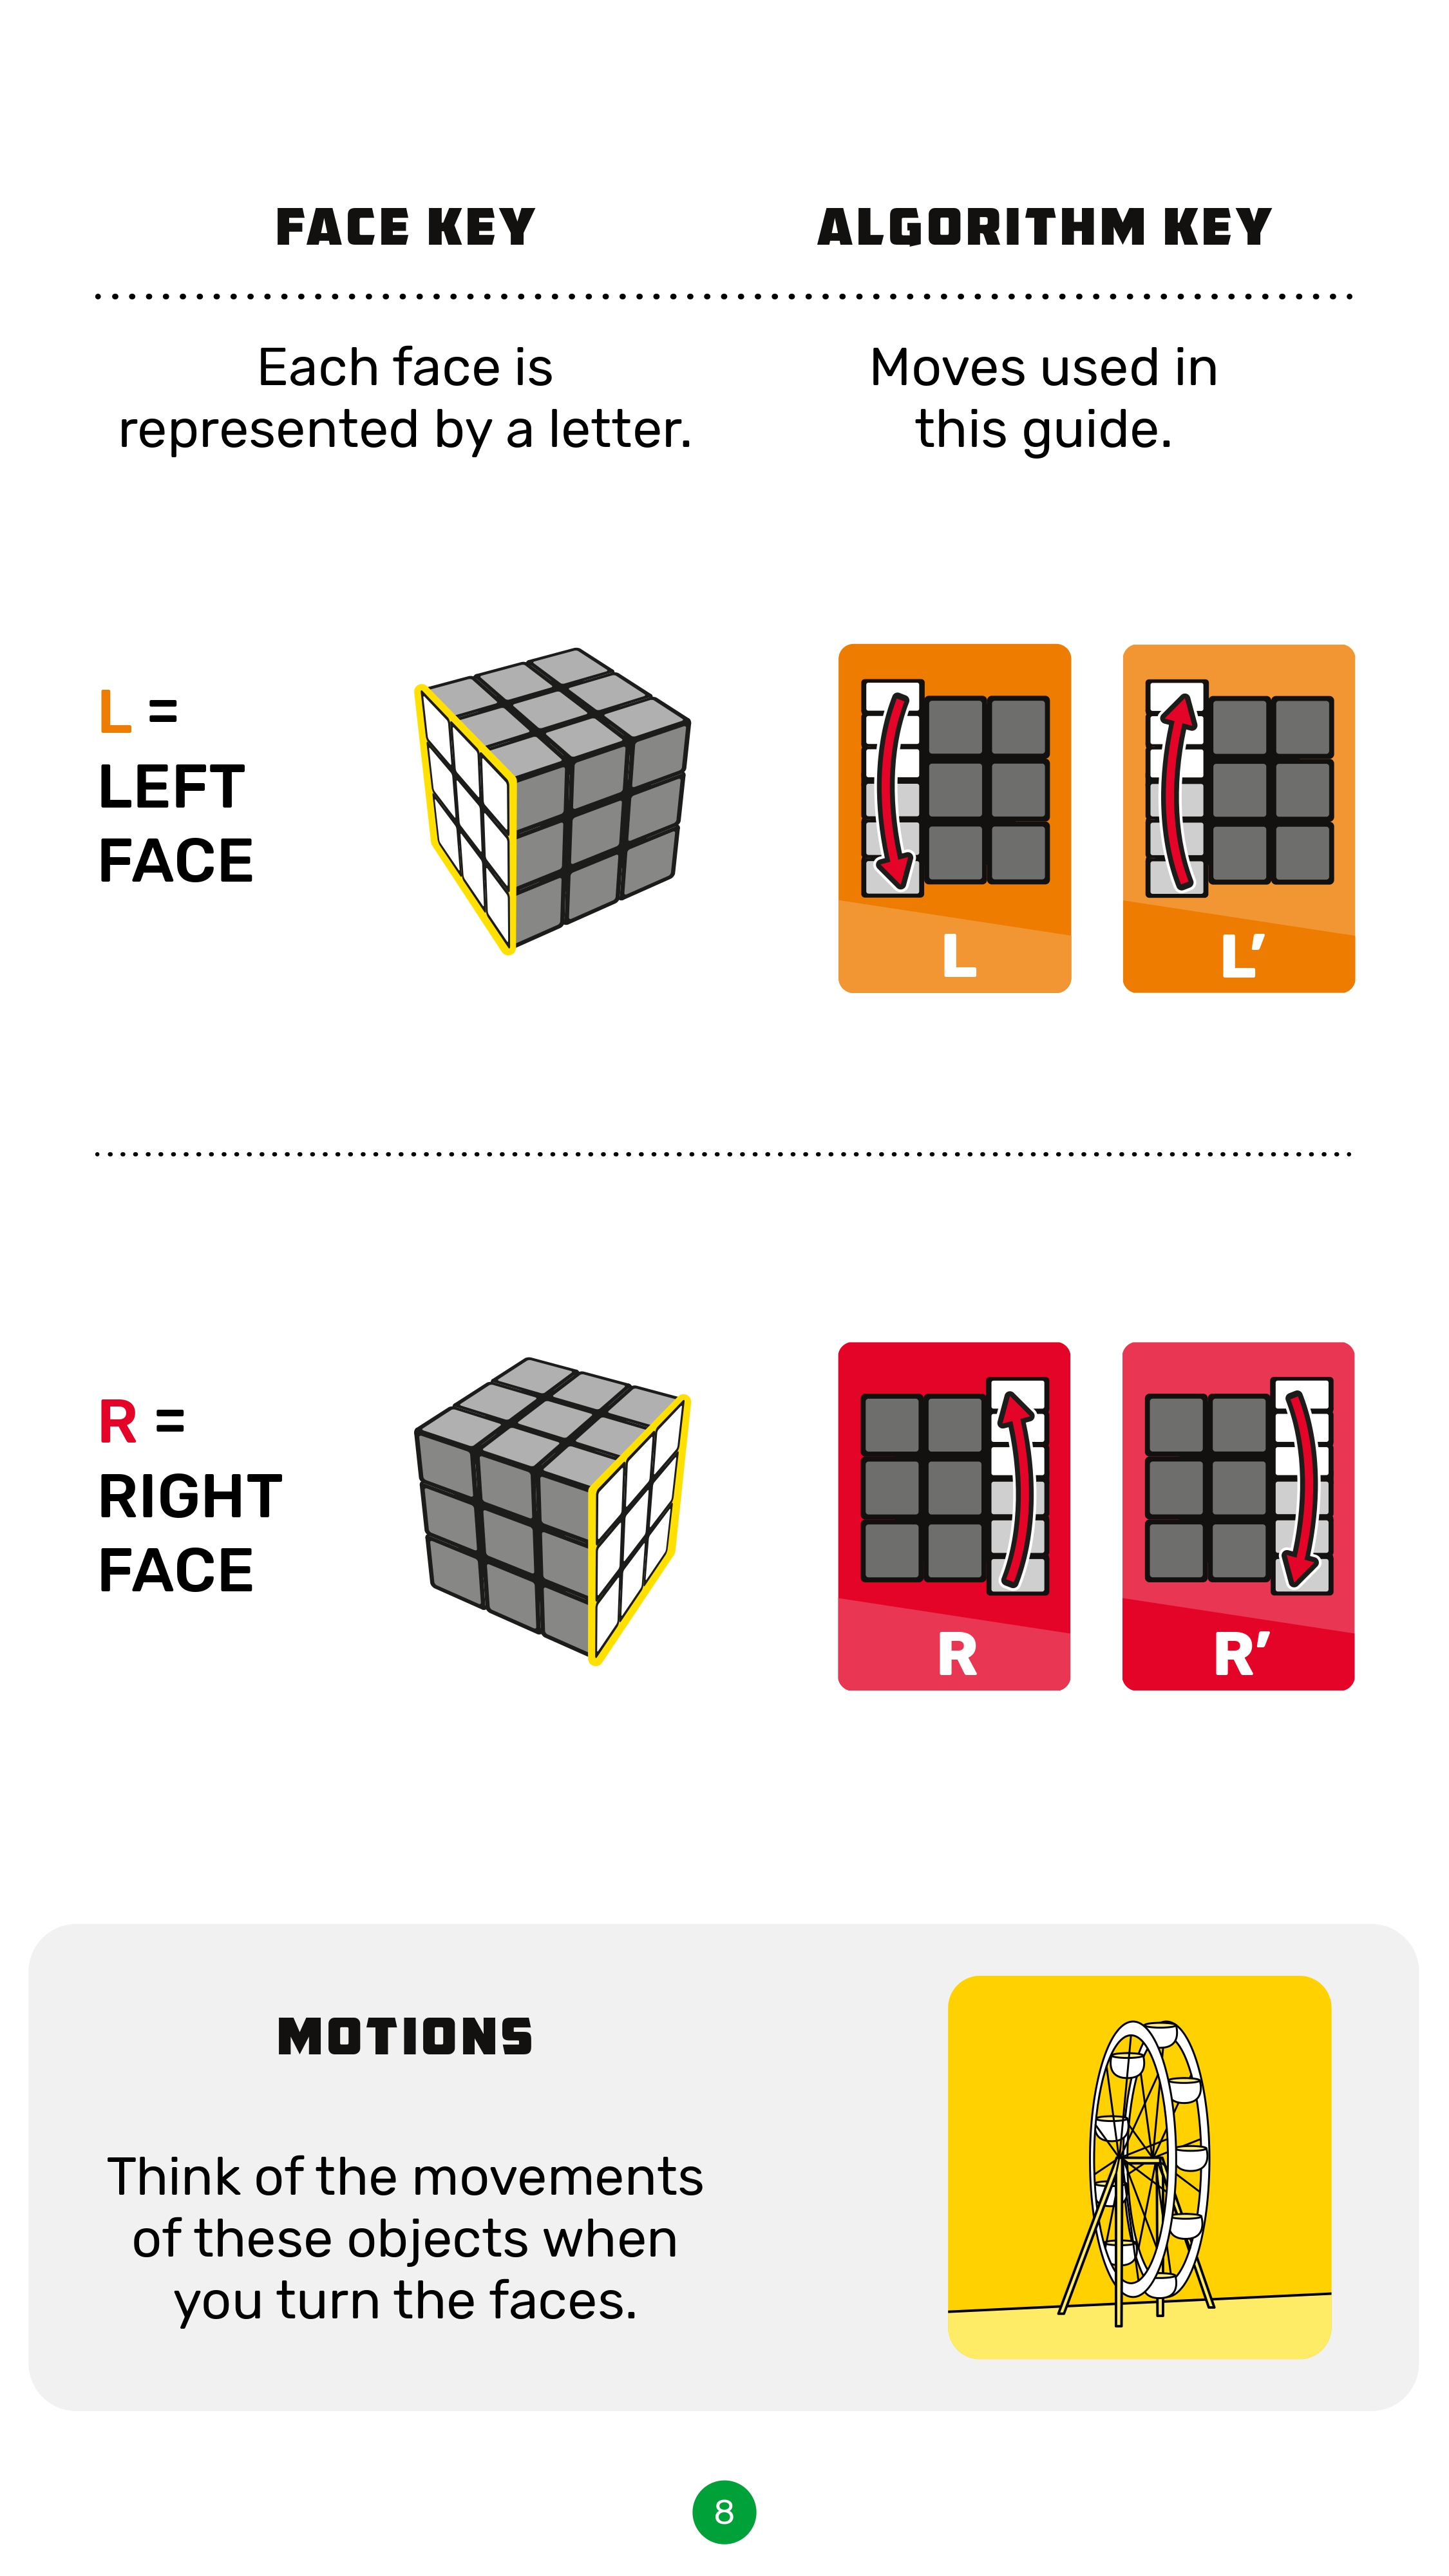 FACE KEY
ALGORITHM KEY
Each face is
represented by a letter.
Moves used in
this guide.
L =
LEFT
FACE
L
L’
R =
RIGHT
FACE
R
R’
MOTIONS
Think of the movements
of these objects when
you turn the faces.
8